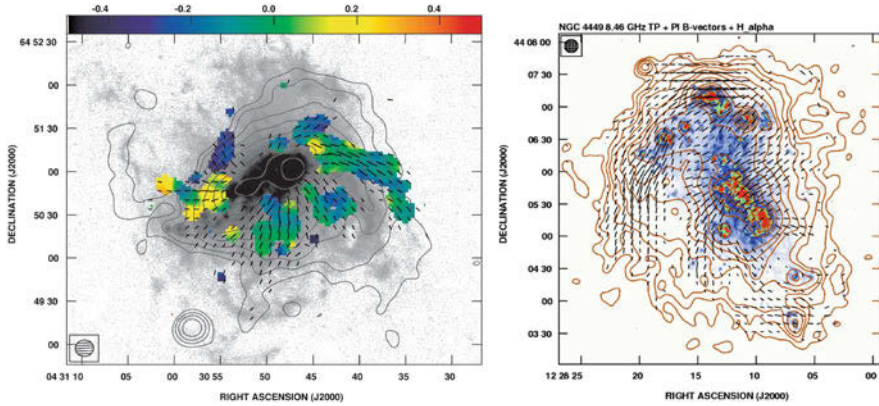 -0.4 -0.2 0.0 0.2 0.4
64 52 30
00
51 30
00
50 30
00
49 30
00
DECLINATION (J2000)
04 31 10 05 00 30 55 50 45 40 35 30
RIGHT ASCENSION (J2000)
NGC 4449 8.46 GHz TP + PI B-vectors + H_alpha
44 08 00
07 30
00
06 30
00
05 30
00
04 30
00
03 30
DECLINATION (J2000)
12 28 25 20 15 10 05 00
RIGHT ASCENSION (J2000)